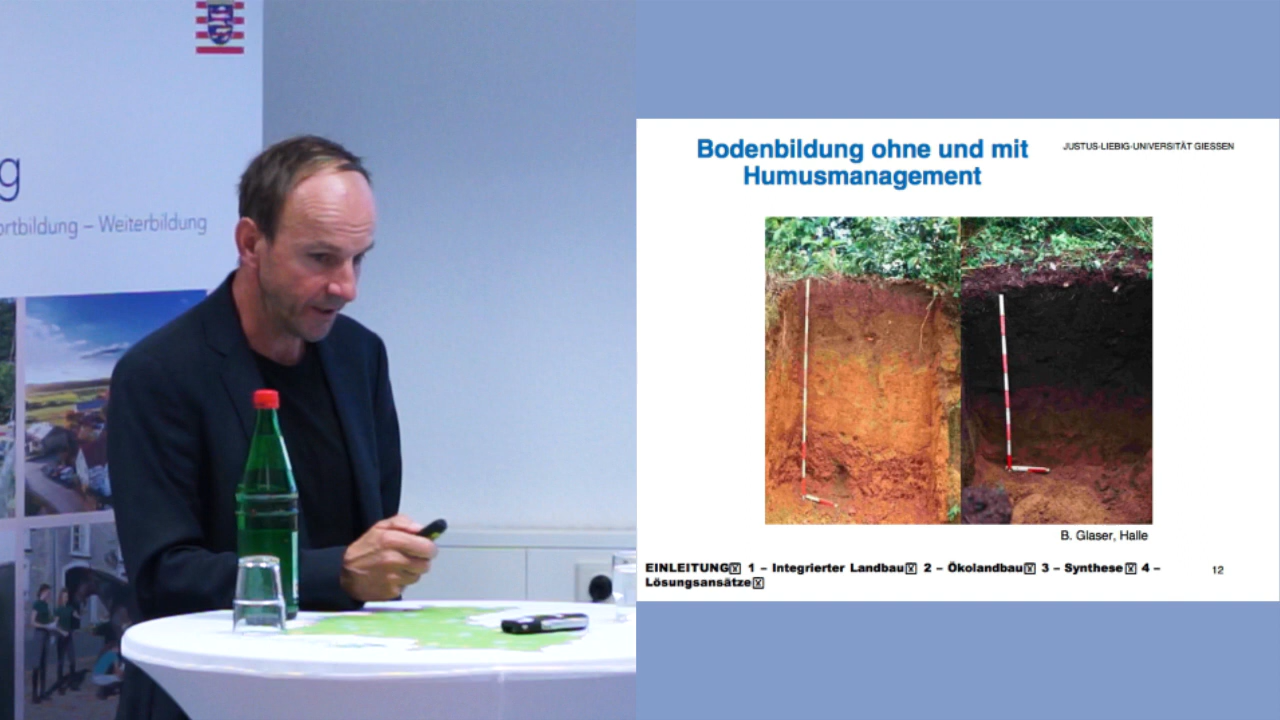 g
ortbildung – Weiterbildung
Bodenbildung ohne und mit
Humusmanagement
JUSTUS-LIEBIG-UNIVERSITÄT GIESSEN
B. Glaser, Halle
EINLEITUNG☒ 1 – Integrierter Landbau☒ 2 – Ökolandbau☒ 3 – Synthese☒ 4 –
Lösungsansätze☒
12